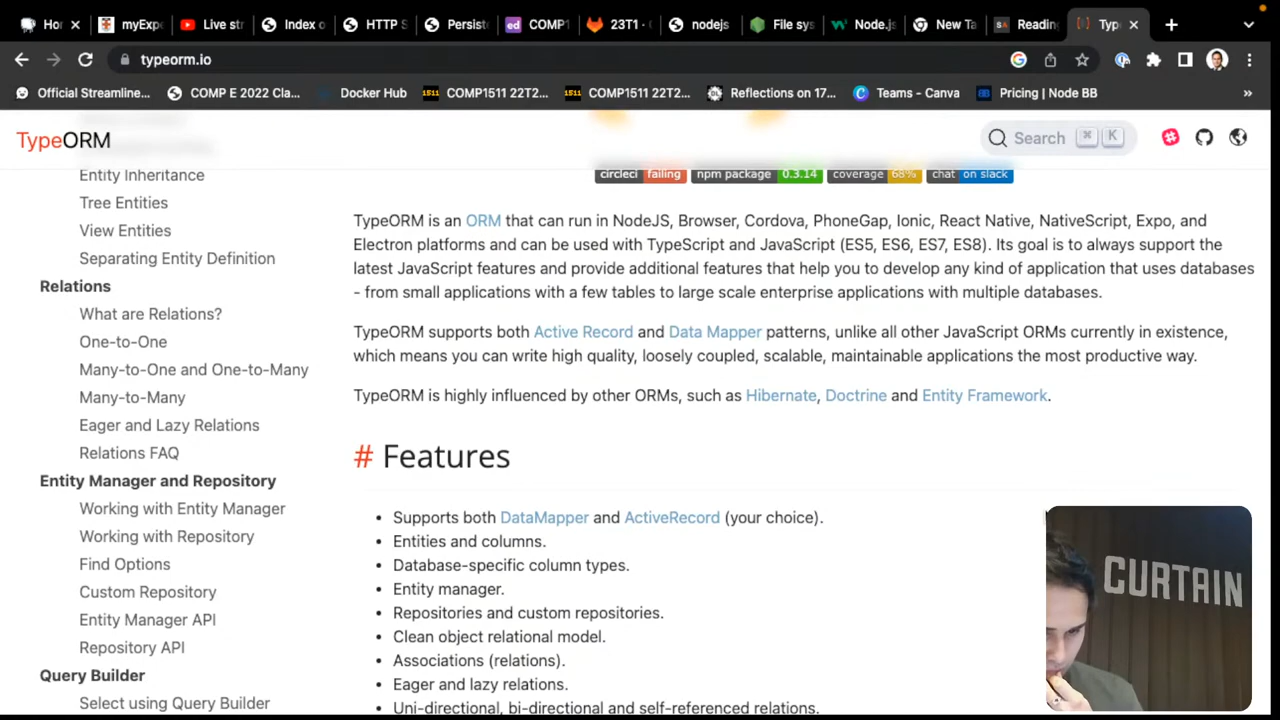 Ho
myExp
Live str
Index o
HTTP S
Persiste
ed COMP1
23T1 -
nodejs
File sys
Node.js
New Ta
SA Readin
Typ
typeorm.io
Official Streamline...
COMP E 2022 Cla...
Docker Hub
1511 COMP1511 22T2...
1511 COMP1511 22T2...
Reflections on 17...
Teams - Canva
Pricing | Node BB
»
TypeORM
Search ⌘ K
circleci failing npm package 0.3.14 coverage 68% chat on slack
Entity Inheritance
Tree Entities
View Entities
Separating Entity Definition
Relations
What are Relations?
One-to-One
Many-to-One and One-to-Many
Many-to-Many
Eager and Lazy Relations
Relations FAQ
Entity Manager and Repository
Working with Entity Manager
Working with Repository
Find Options
Custom Repository
Entity Manager API
Repository API
Query Builder
Select using Query Builder
TypeORM is an ORM that can run in NodeJS, Browser, Cordova, PhoneGap, Ionic, React Native, NativeScript, Expo, and
Electron platforms and can be used with TypeScript and JavaScript (ES5, ES6, ES7, ES8). Its goal is to always support the
latest JavaScript features and provide additional features that help you to develop any kind of application that uses databases
- from small applications with a few tables to large scale enterprise applications with multiple databases.
TypeORM supports both Active Record and Data Mapper patterns, unlike all other JavaScript ORMs currently in existence,
which means you can write high quality, loosely coupled, scalable, maintainable applications the most productive way.
TypeORM is highly influenced by other ORMs, such as Hibernate, Doctrine and Entity Framework.
# Features
• Supports both DataMapper and ActiveRecord (your choice).
• Entities and columns.
• Database-specific column types.
• Entity manager.
• Repositories and custom repositories.
• Clean object relational model.
• Associations (relations).
• Eager and lazy relations.
• Uni-directional, bi-directional and self-referenced relations.
CURTAIN